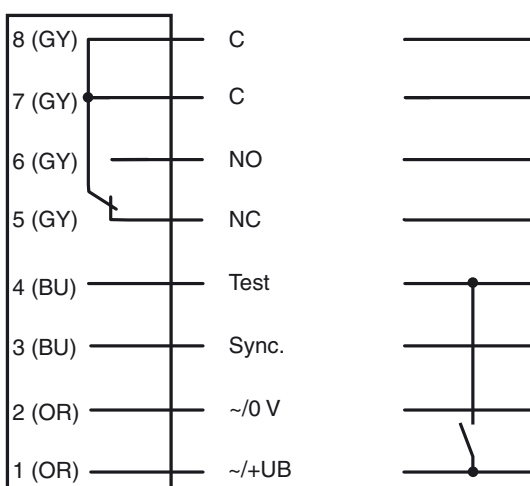 8 (GY) C
7 (GY) C
6 (GY) NO
5 (GY) NC
4 (BU) Test
3 (BU) Sync.
2 (OR) ~/0 V
1 (OR) ~/+UB